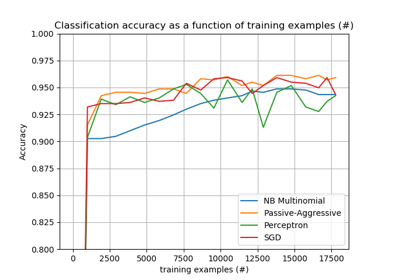 Classification accuracy as a function of training examples (#)
1.000
0.975
0.950
0.925
0.900
0.875
0.850
0.825
0.800
Accuracy
NB Multinomial
Passive-Aggressive
Perceptron
SGD
0 2500 5000 7500 10000 12500 15000 17500
training examples (#)